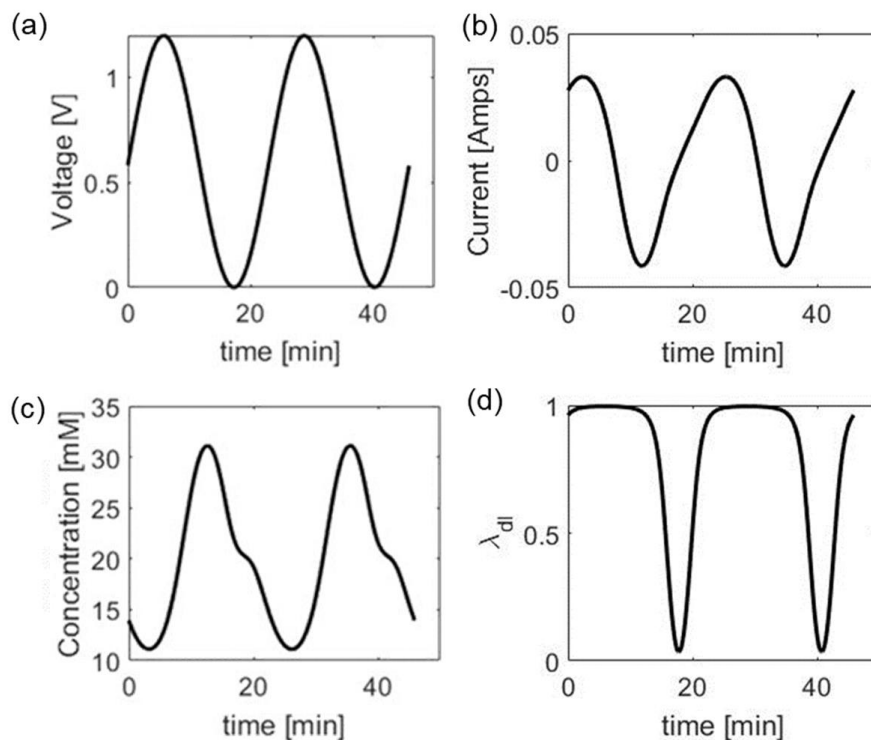 (a)
Voltage [V]
1
0.5
0
0
20
40
time [min]
(b)
Current [Amps]
0.05
0
-0.05
0
20
40
time [min]
(c)
Concentration [mM]
35
30
25
20
15
10
0
20
40
time [min]
(d)
λdl
1
0.5
0
0
20
40
time [min]